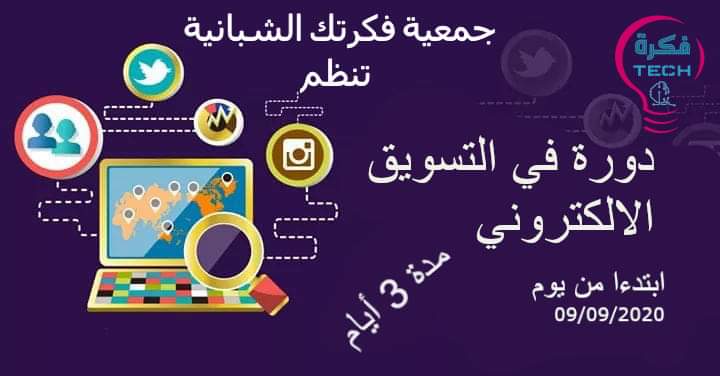 جمعية فكرتك الشبانية
تنظم
فكرة
TECH
دورة في التسويق
الالكتروني
مدة 3 أيام
ابتدءا من يوم
09/09/2020